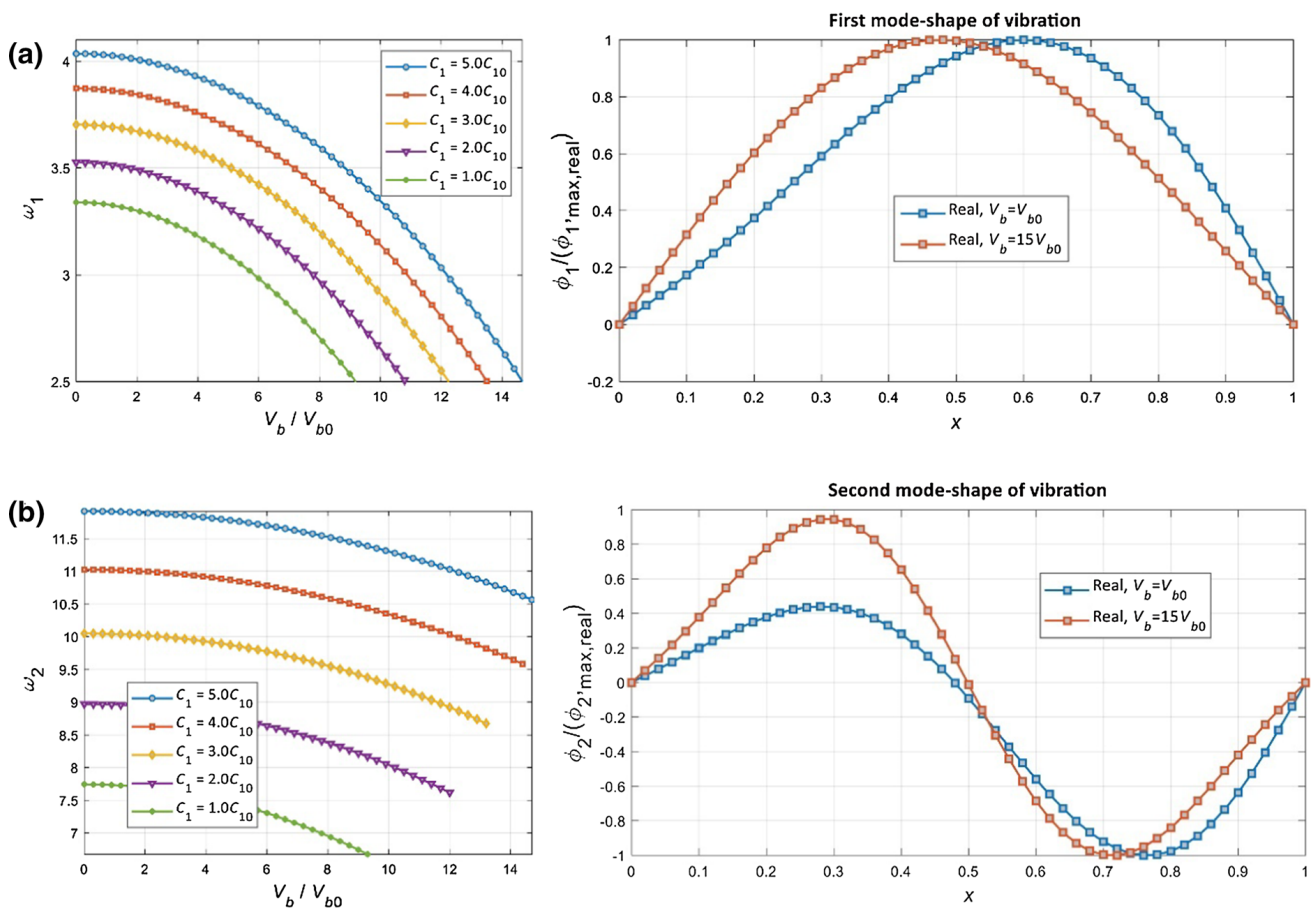 (a)
4
3.5
3
2.5
ω1
0 2 4 6 8 10 12 14
Vb / Vb0
C1 = 5.0C10
C1 = 4.0C10
C1 = 3.0C10
C1 = 2.0C10
C1 = 1.0C10
First mode-shape of vibration
1
0.8
0.6
0.4
0.2
0
-0.2
ϕ1/(ϕ1,max,real)
0 0.1 0.2 0.3 0.4 0.5 0.6 0.7 0.8 0.9 1
x
Real, Vb=Vb0
Real, Vb=15Vb0
(b)
11.5
11
10.5
10
9.5
9
8.5
8
7.5
7
ω2
0 2 4 6 8 10 12 14
Vb / Vb0
C1 = 5.0C10
C1 = 4.0C10
C1 = 3.0C10
C1 = 2.0C10
C1 = 1.0C10
Second mode-shape of vibration
1
0.8
0.6
0.4
0.2
0
-0.2
-0.4
-0.6
-0.8
-1
ϕ2/(ϕ2,max,real)
0 0.1 0.2 0.3 0.4 0.5 0.6 0.7 0.8 0.9 1
x
Real, Vb=Vb0
Real, Vb=15Vb0